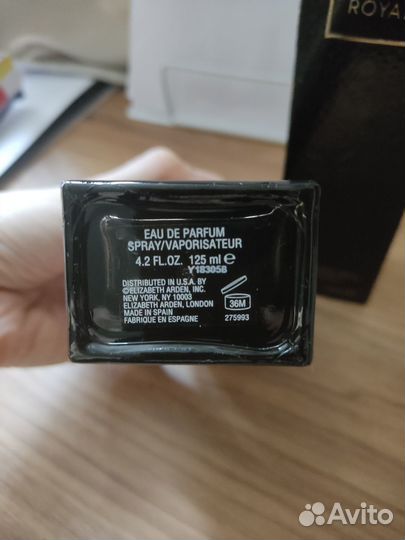 ROYA
EAU DE PARFUM
SPRAY/VAPORISATEUR
4.2 FL.OZ. 125 ml ℮
Y18305B
DISTRIBUTED IN U.S.A. BY
©ELIZABETH ARDEN, INC.
NEW YORK, NY 10003
ELIZABETH ARDEN, LONDON
MADE IN SPAIN
FABRIQUE EN ESPAGNE
36M
275993
Avito